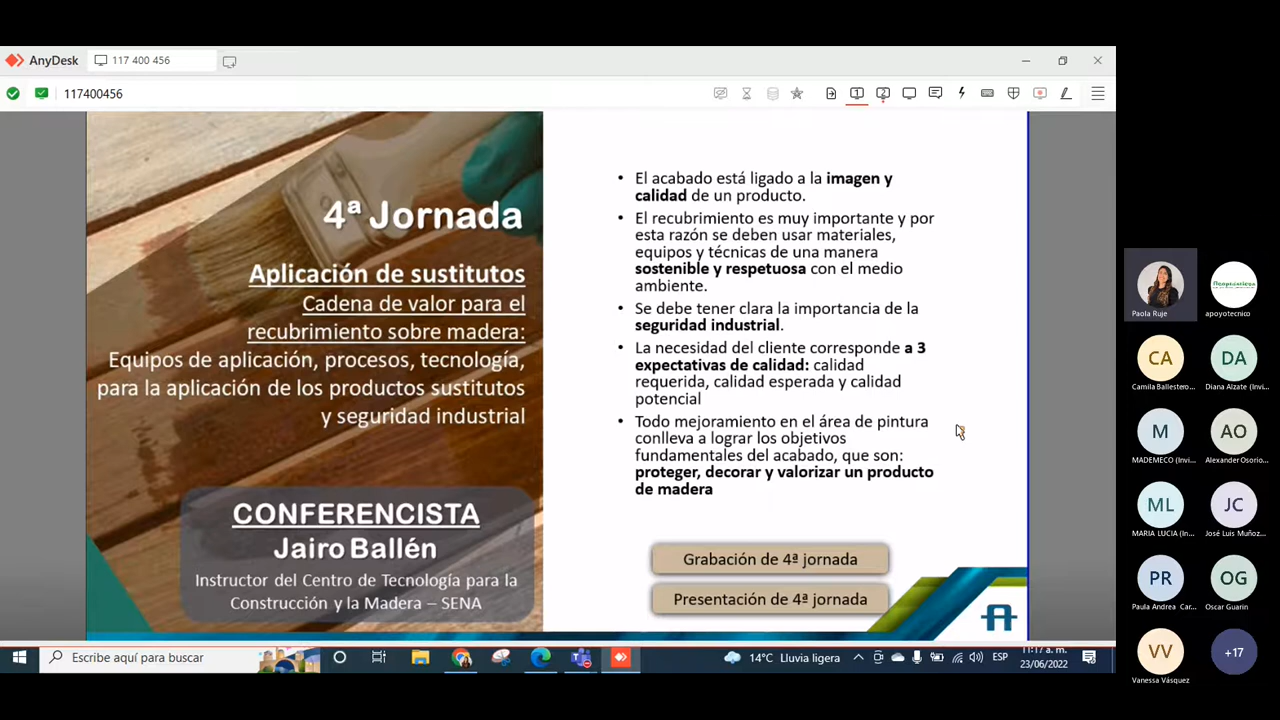 AnyDesk
117 400 456
117400456
4ª Jornada
Aplicación de sustitutos
Cadena de valor para el
recubrimiento sobre madera:
Equipos de aplicación, procesos, tecnología,
para la aplicación de los productos sustitutos
y seguridad industrial
CONFERENCISTA
Jairo Ballén
Instructor del Centro de Tecnología para la
Construcción y la Madera – SENA
• El acabado está ligado a la imagen y
calidad de un producto.
• El recubrimiento es muy importante y por
esta razón se deben usar materiales,
equipos y técnicas de una manera
sostenible y respetuosa con el medio
ambiente.
• Se debe tener clara la importancia de la
seguridad industrial.
• La necesidad del cliente corresponde a 3
expectativas de calidad: calidad
requerida, calidad esperada y calidad
potencial
• Todo mejoramiento en el área de pintura
conlleva a lograr los objetivos
fundamentales del acabado, que son:
proteger, decorar y valorizar un producto
de madera
Grabación de 4ª jornada
Presentación de 4ª jornada
Escribe aquí para buscar
14°C Lluvia ligera
ESP
11:17 a. m.
23/06/2022
Paola Ruje
apoyotecnico
CA
DA
Camila Ballestero...
Diana Alzate (Invi...
M
AO
MADEMECO (Invi...
Alexander Osorio...
ML
JC
MARIA LUCIA (In...
José Luis Muñoz...
PR
OG
Paula Andrea Car...
Oscar Guarin
VV
+17
Vanessa Vásquez